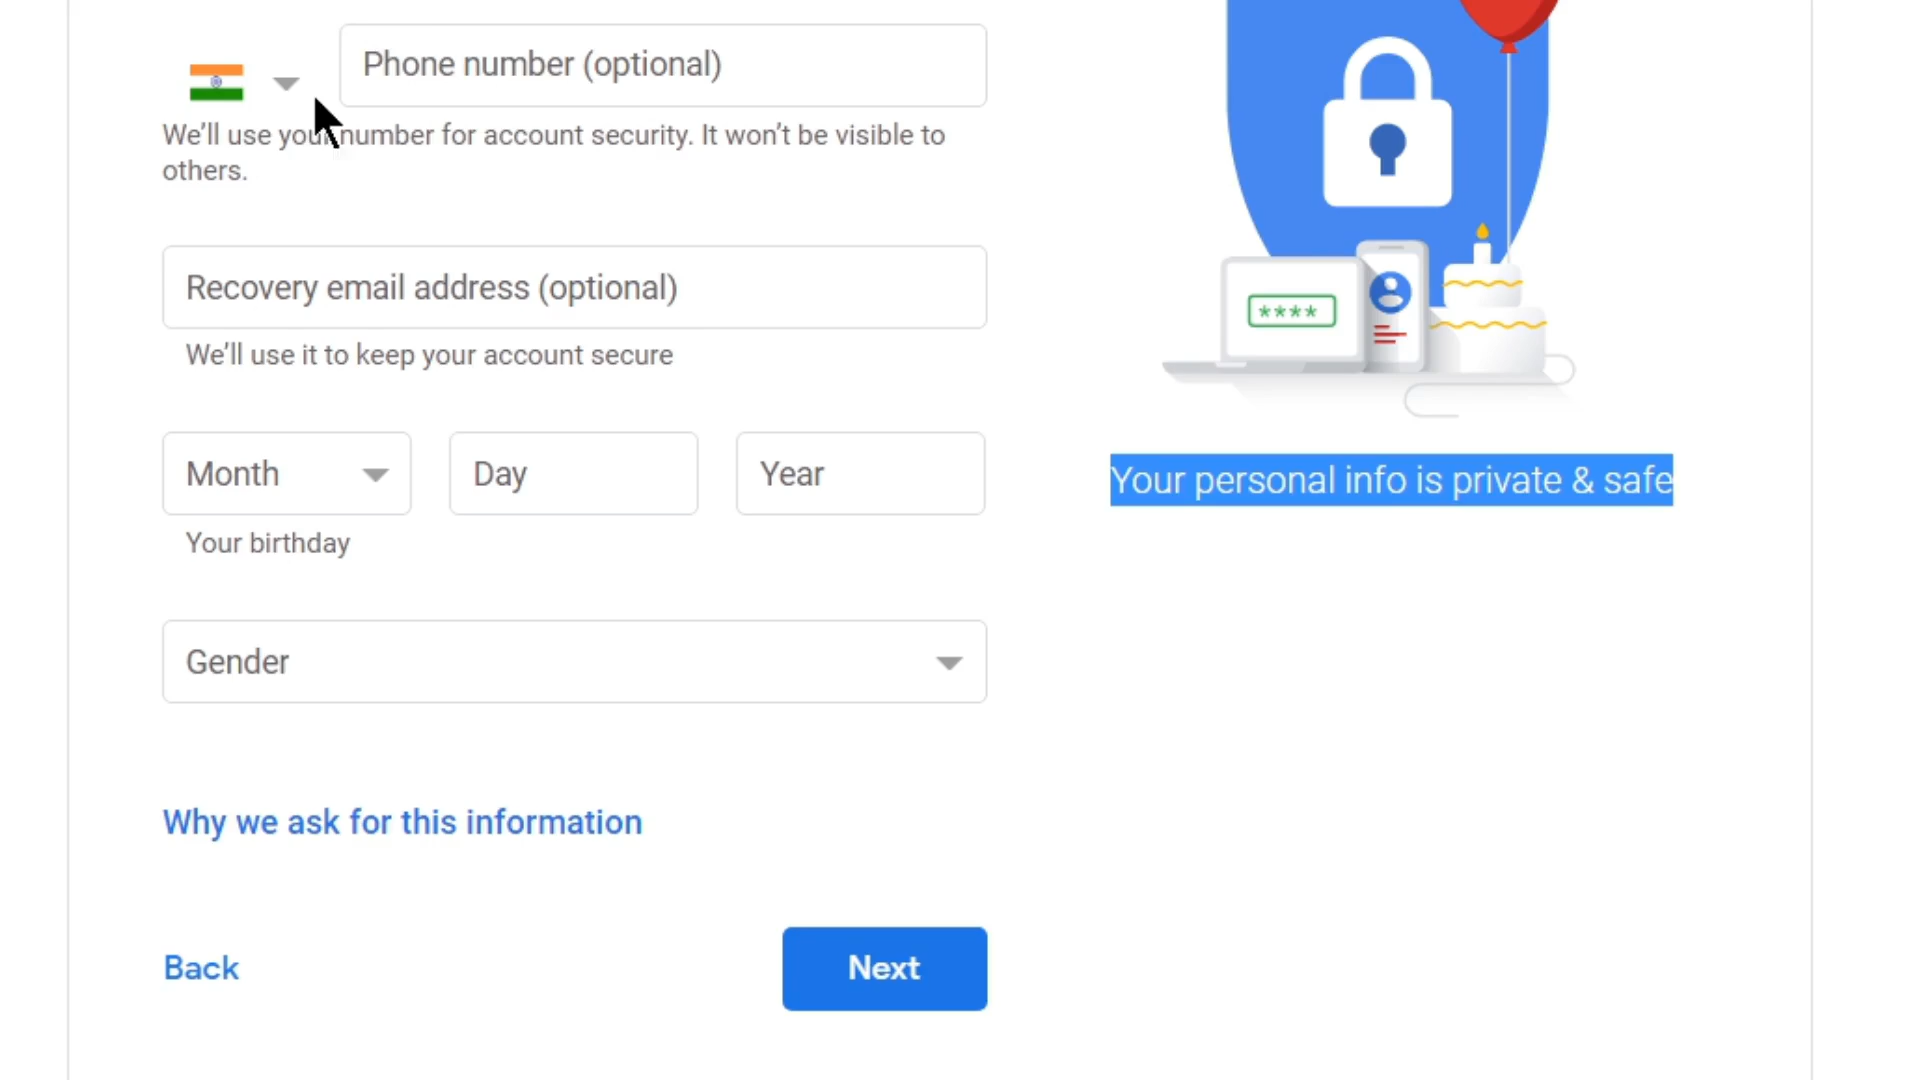 Phone number (optional)
We’ll use your number for account security. It won’t be visible to
others.
Recovery email address (optional)
****
We’ll use it to keep your account secure
Month
Day
Year
Your personal info is private & safe
Your birthday
Gender
Why we ask for this information
Back
Next